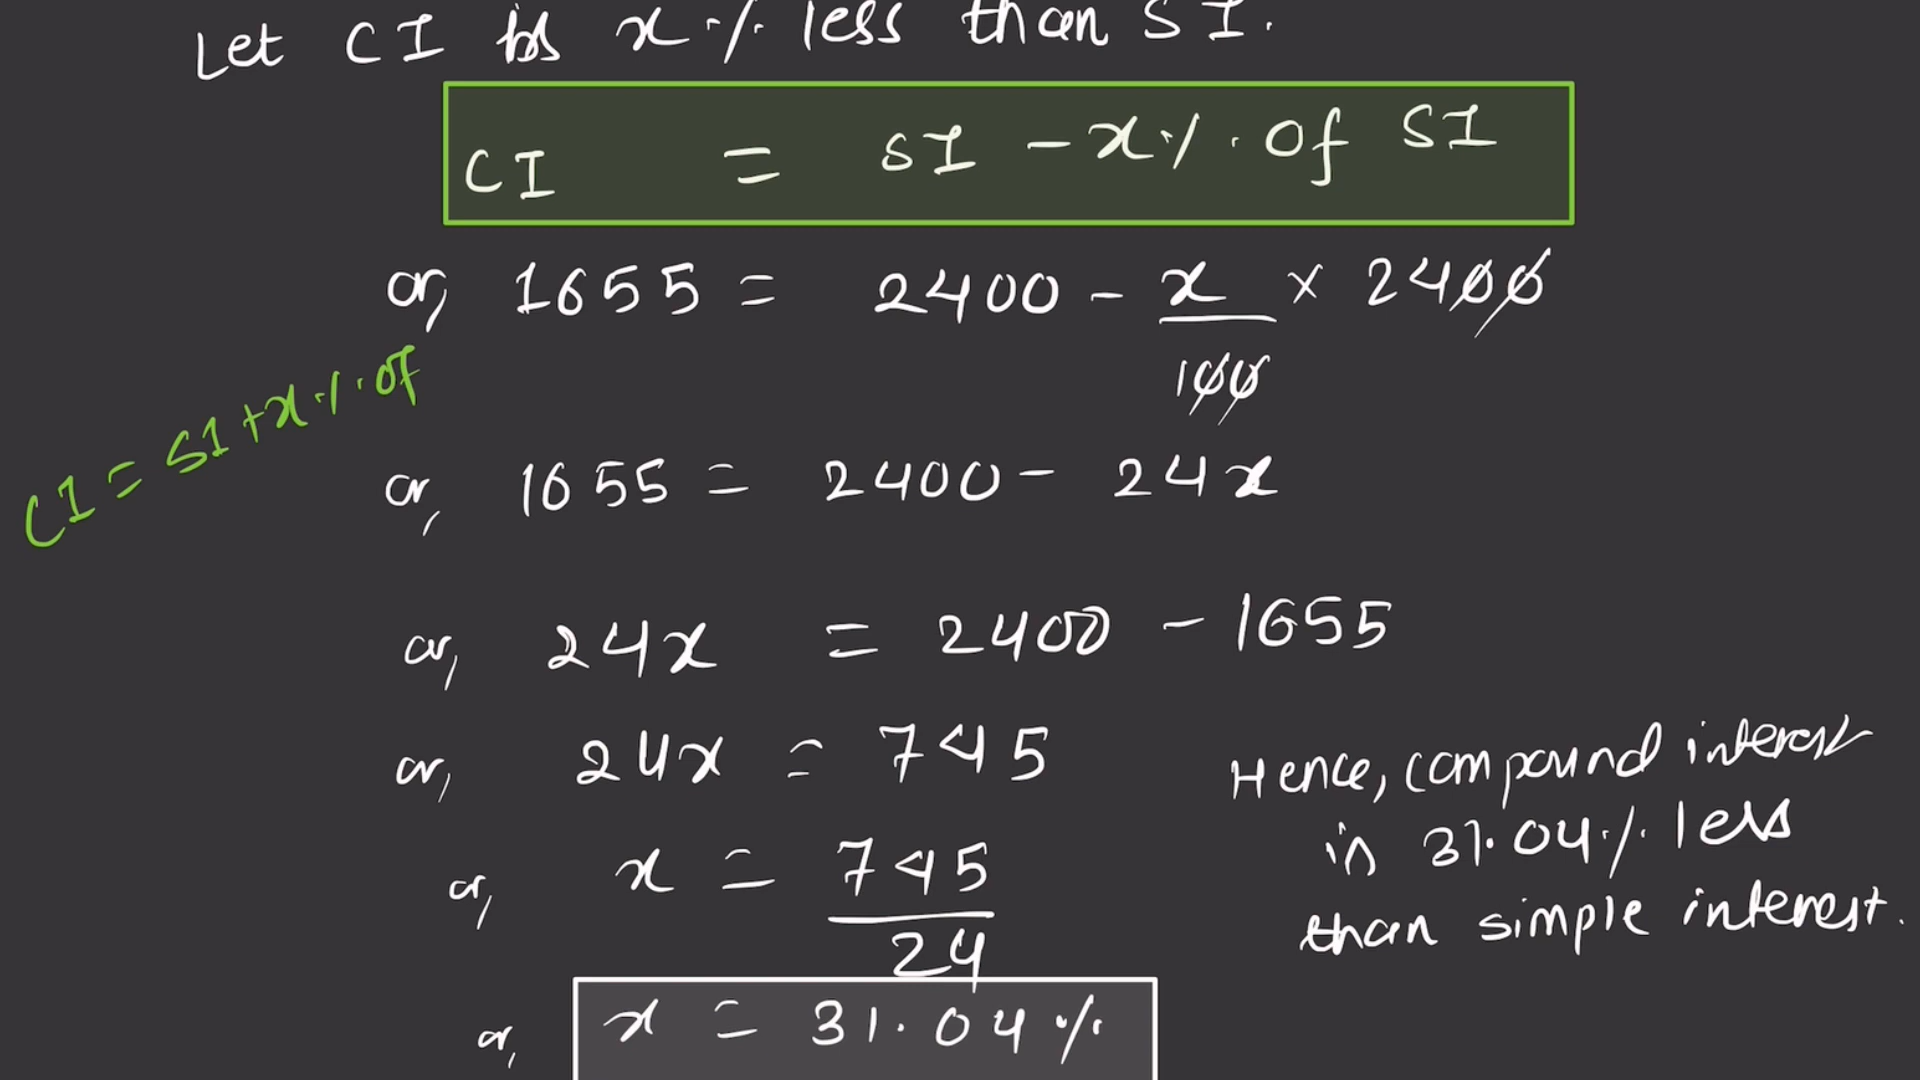 Let CI is x% less than SI.
CI = SI - x% of SI
or, 1655 = 2400 - x/100 × 2400
CI = SI + x% of
or, 1655 = 2400 - 24x
or, 24x = 2400 - 1655
or, 24x = 745
or, x = 745/24
or, x = 31.04%
Hence, compound interest
is 31.04% less
than simple interest.